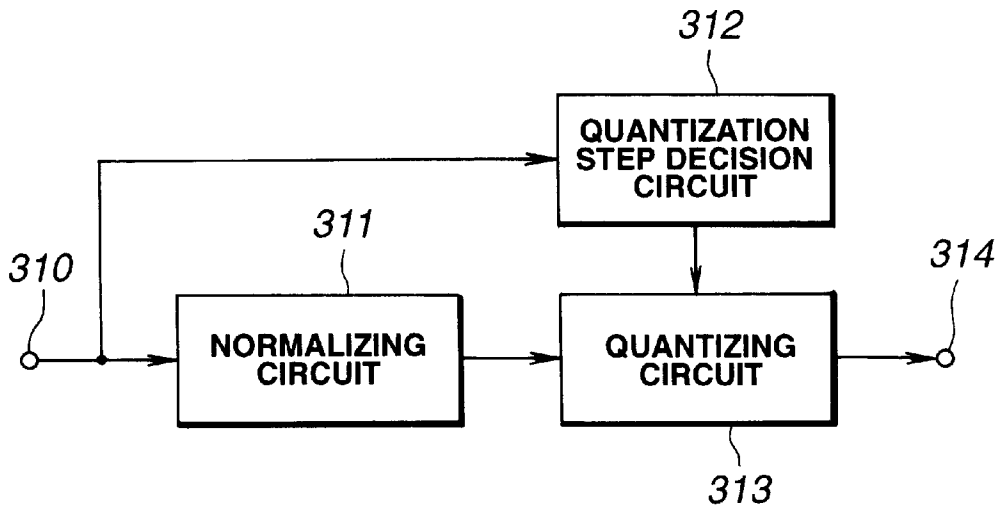 312
QUANTIZATION
STEP DECISION
CIRCUIT
311
310
314
NORMALIZING
CIRCUIT
QUANTIZING
CIRCUIT
313